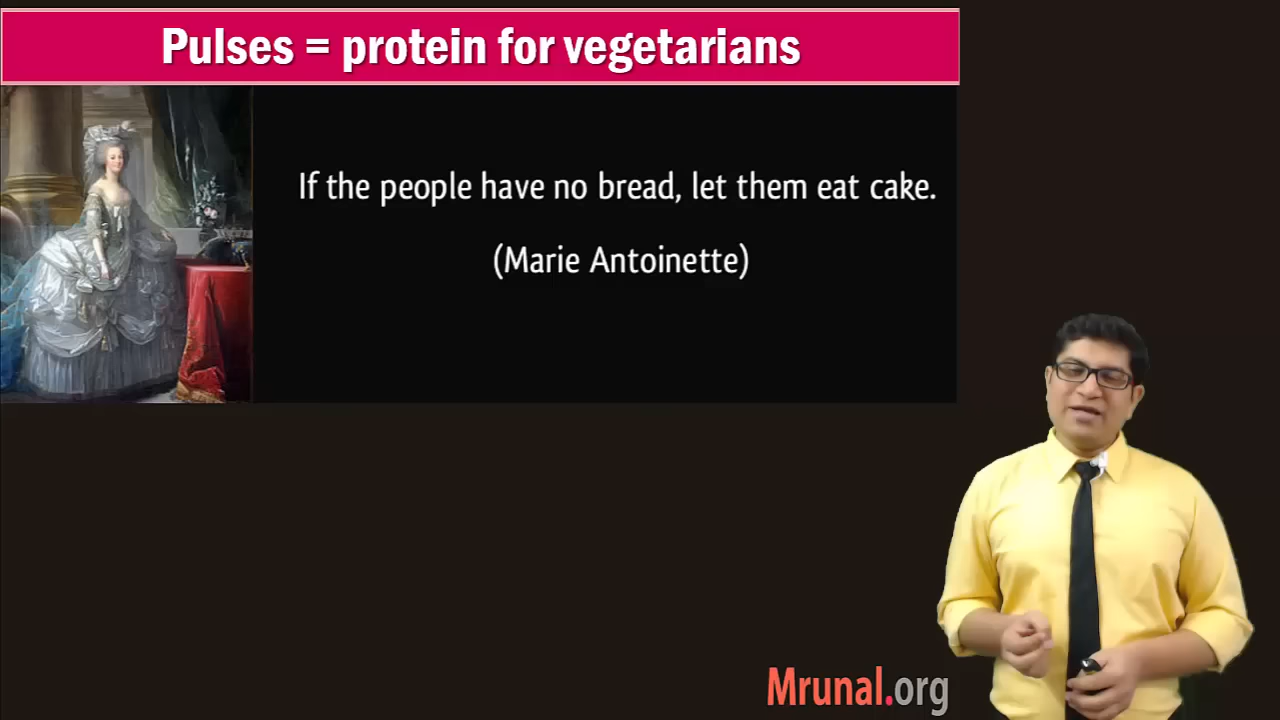 Pulses = protein for vegetarians
If the people have no bread, let them eat cake.
(Marie Antoinette)
Mrunal.org